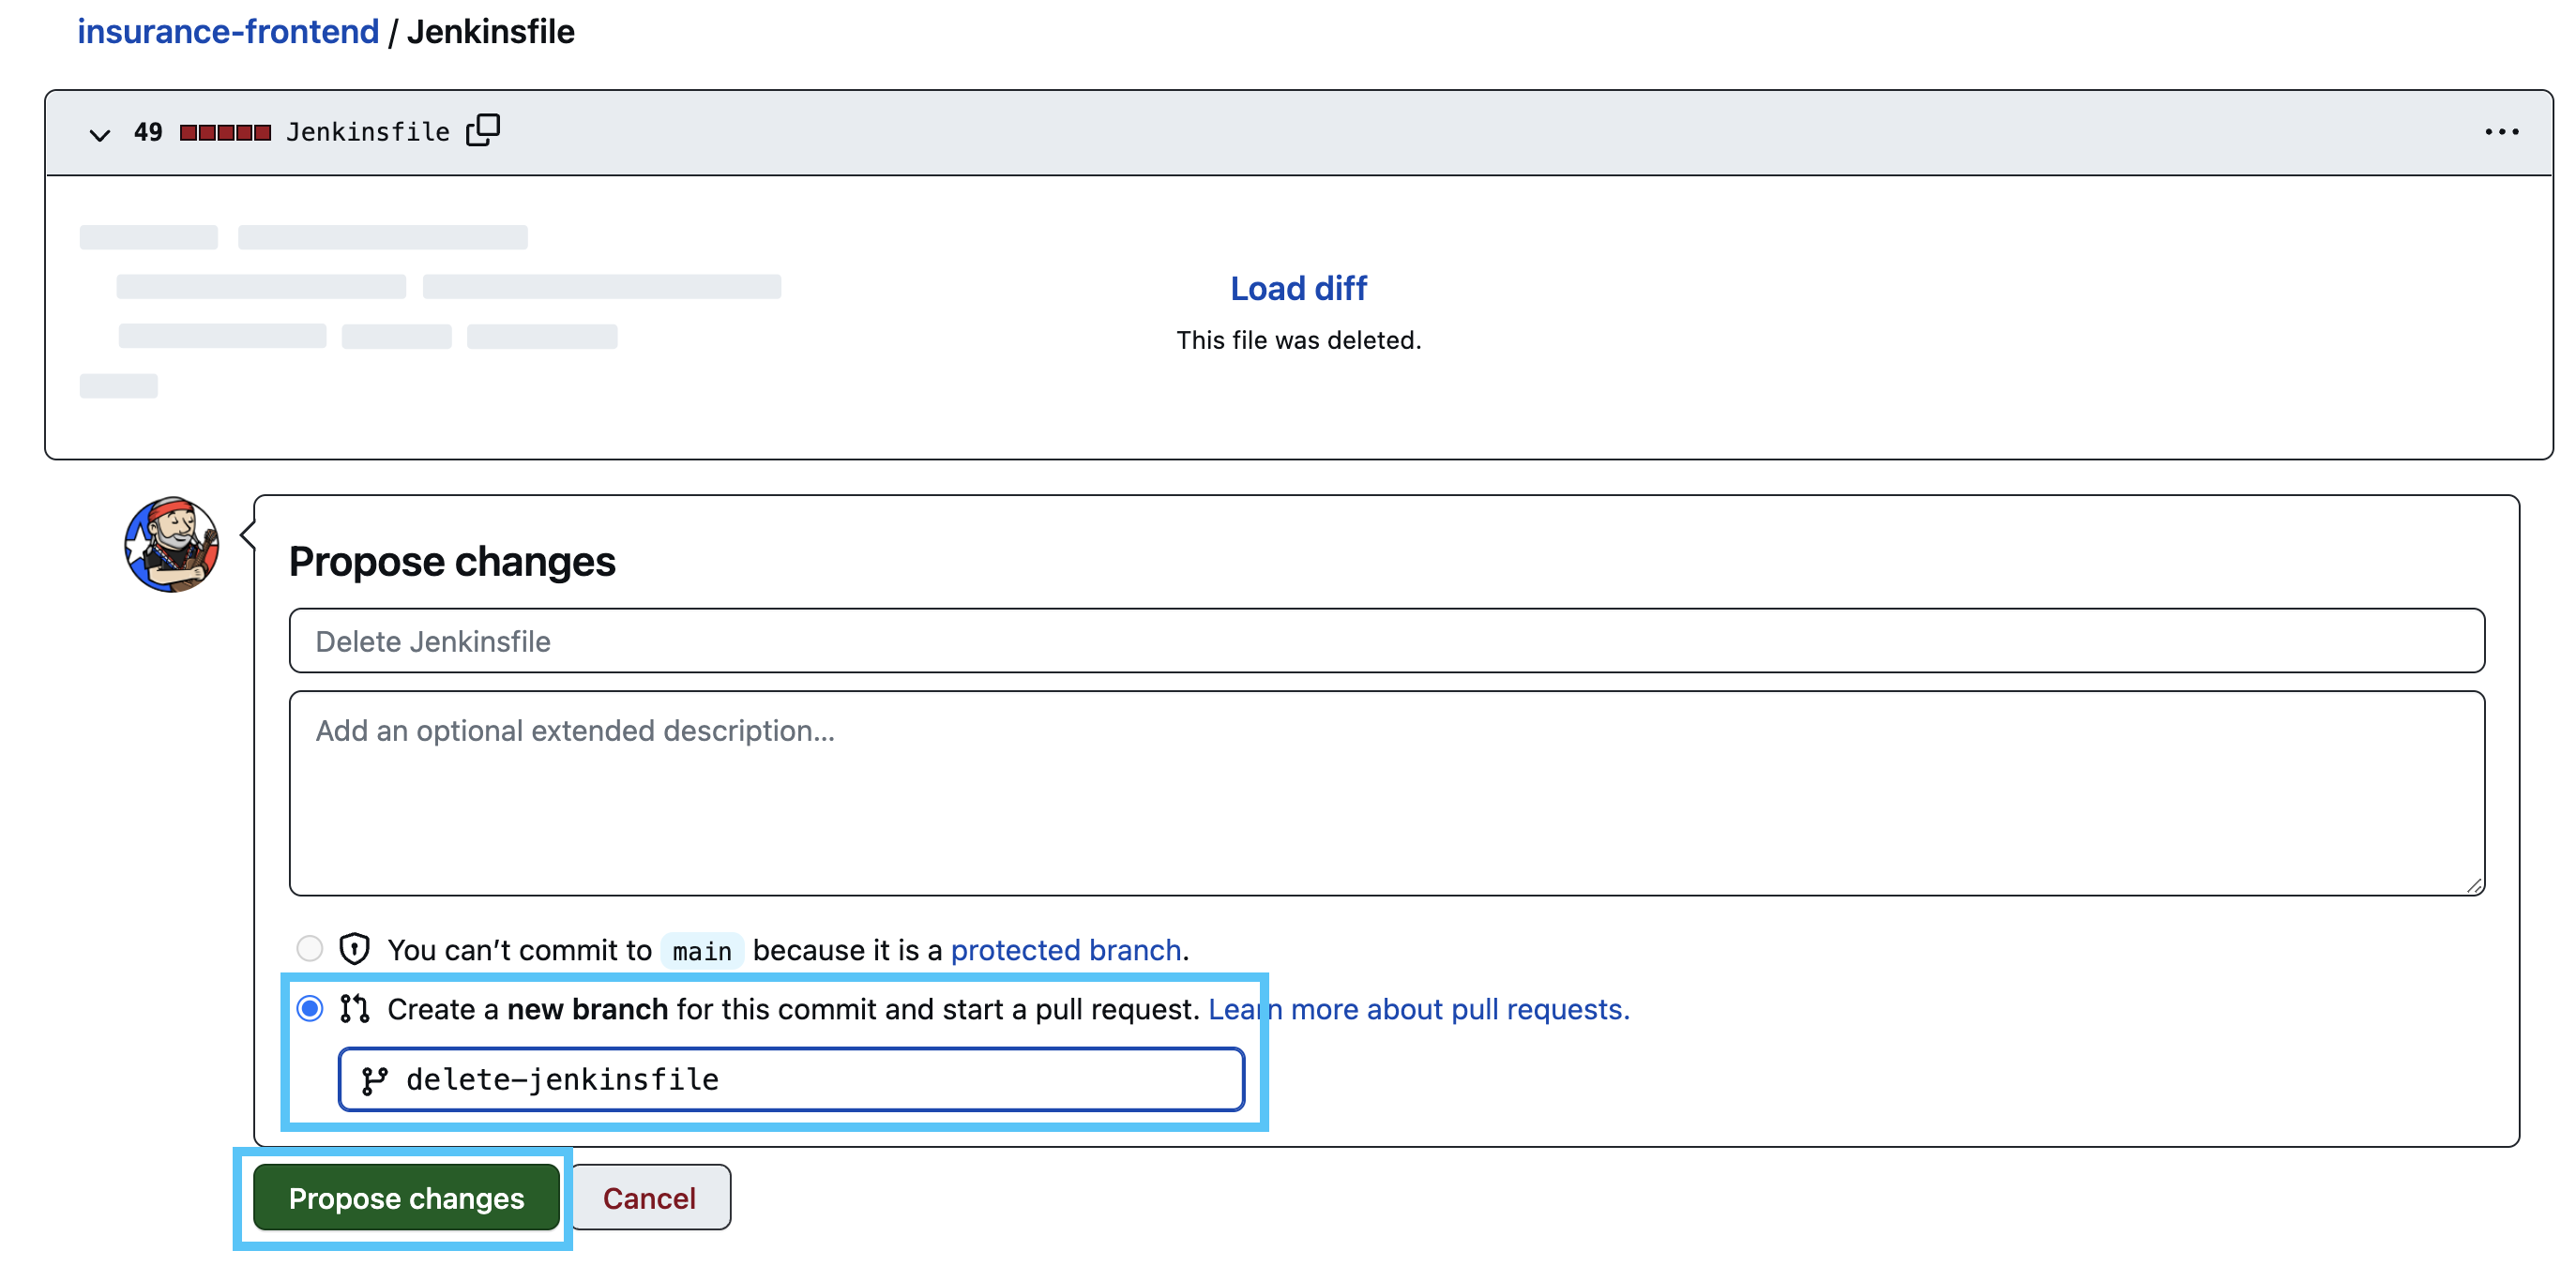 insurance-frontend / Jenkinsfile
49 Jenkinsfile
Load diff
This file was deleted.
Propose changes
Delete Jenkinsfile
Add an optional extended description...
You can’t commit to main because it is a protected branch.
Create a new branch for this commit and start a pull request. Learn more about pull requests.
delete-jenkinsfile
Propose changes Cancel